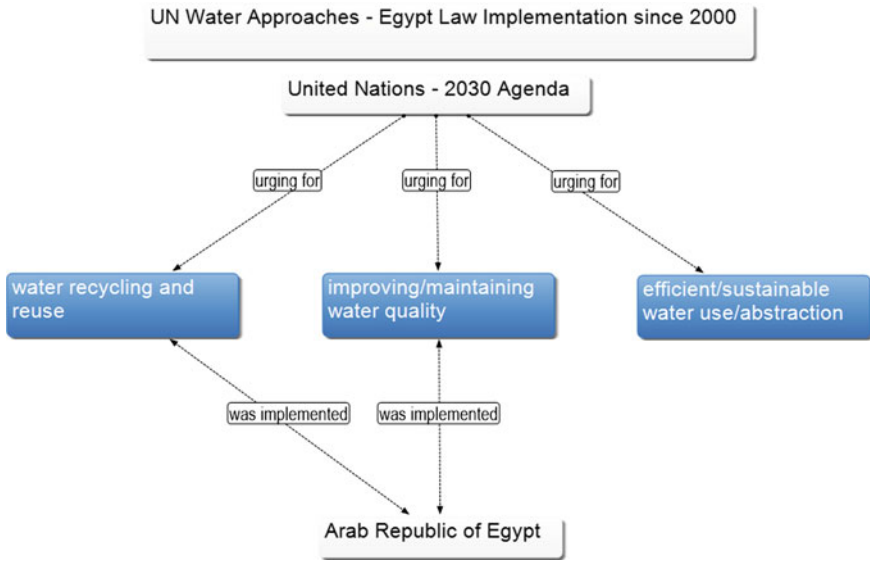 UN Water Approaches - Egypt Law Implementation since 2000
United Nations - 2030 Agenda
urging for
urging for
urging for
water recycling and
reuse
improving/maintaining
water quality
efficient/sustainable
water use/abstraction
was implemented
was implemented
Arab Republic of Egypt